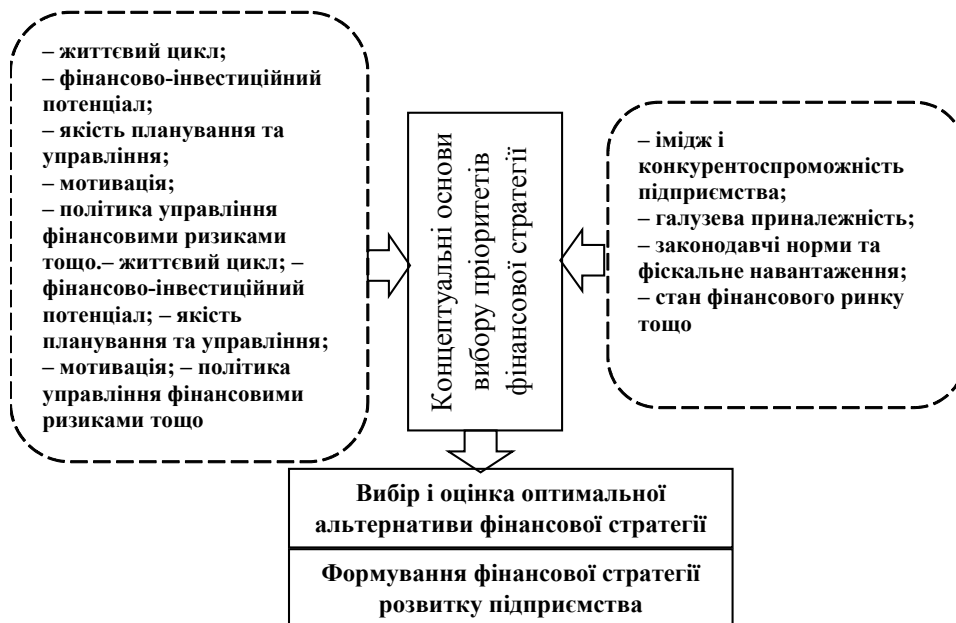 – життєвий цикл;
– фінансово-інвестиційний
потенціал;
– якість планування та
управління;
– мотивація;
– політика управління
фінансовими ризиками
тощо.– життєвий цикл; –
фінансово-інвестиційний
потенціал; – якість
планування та управління;
– мотивація; – політика
управління фінансовими
ризиками тощо
Концептуальні основи
вибору пріоритетів
фінансової стратегії
– імідж і
конкурентоспроможність
підприємства;
– галузева приналежність;
– законодавчі норми та
фіскальне навантаження;
– стан фінансового ринку
тощо
Вибір і оцінка оптимальної
альтернативи фінансової стратегії
Формування фінансової стратегії
розвитку підприємства